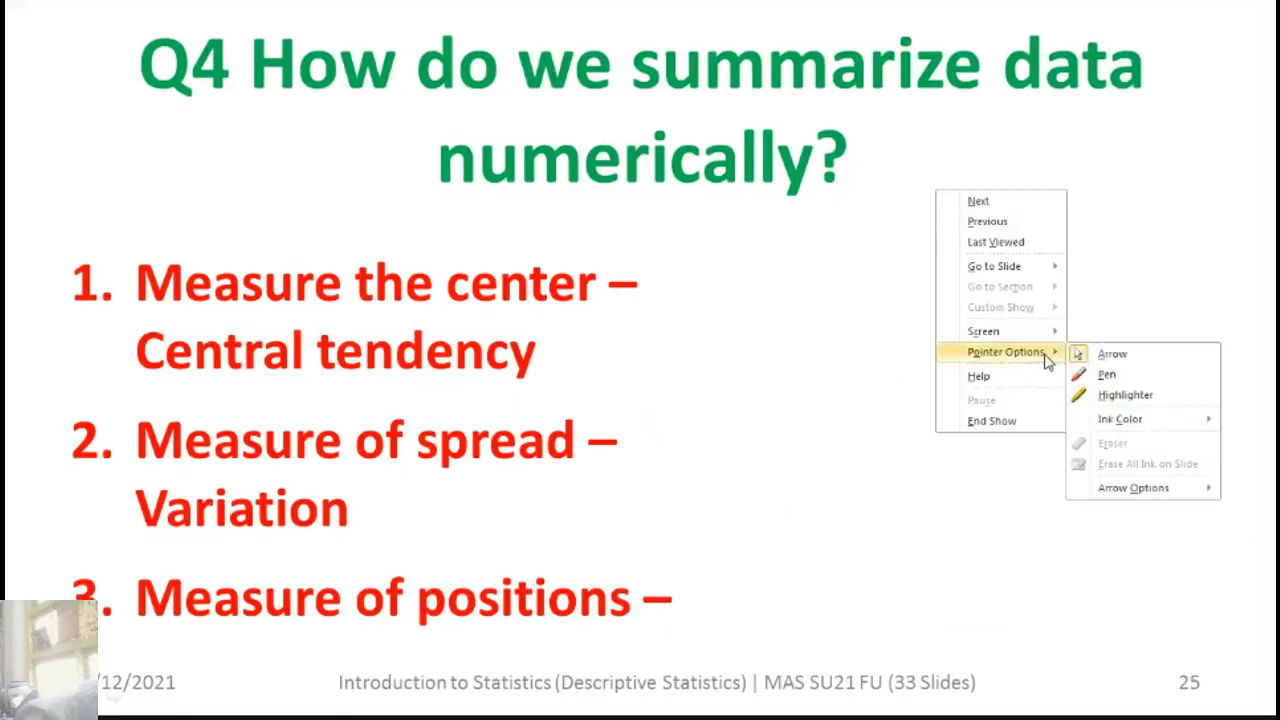 Q4 How do we summarize data
numerically?
Next
Previous
Last Viewed
Go to Slide
Go to Section
Custom Show
Screen
Pointer Options
Help
Pause
End Show
Arrow
Pen
Highlighter
Ink Color
Eraser
Erase All Ink on Slide
Arrow Options
1. Measure the center –
Central tendency
2. Measure of spread –
Variation
3. Measure of positions –
/12/2021
Introduction to Statistics (Descriptive Statistics) | MAS SU21 FU (33 Slides)
25